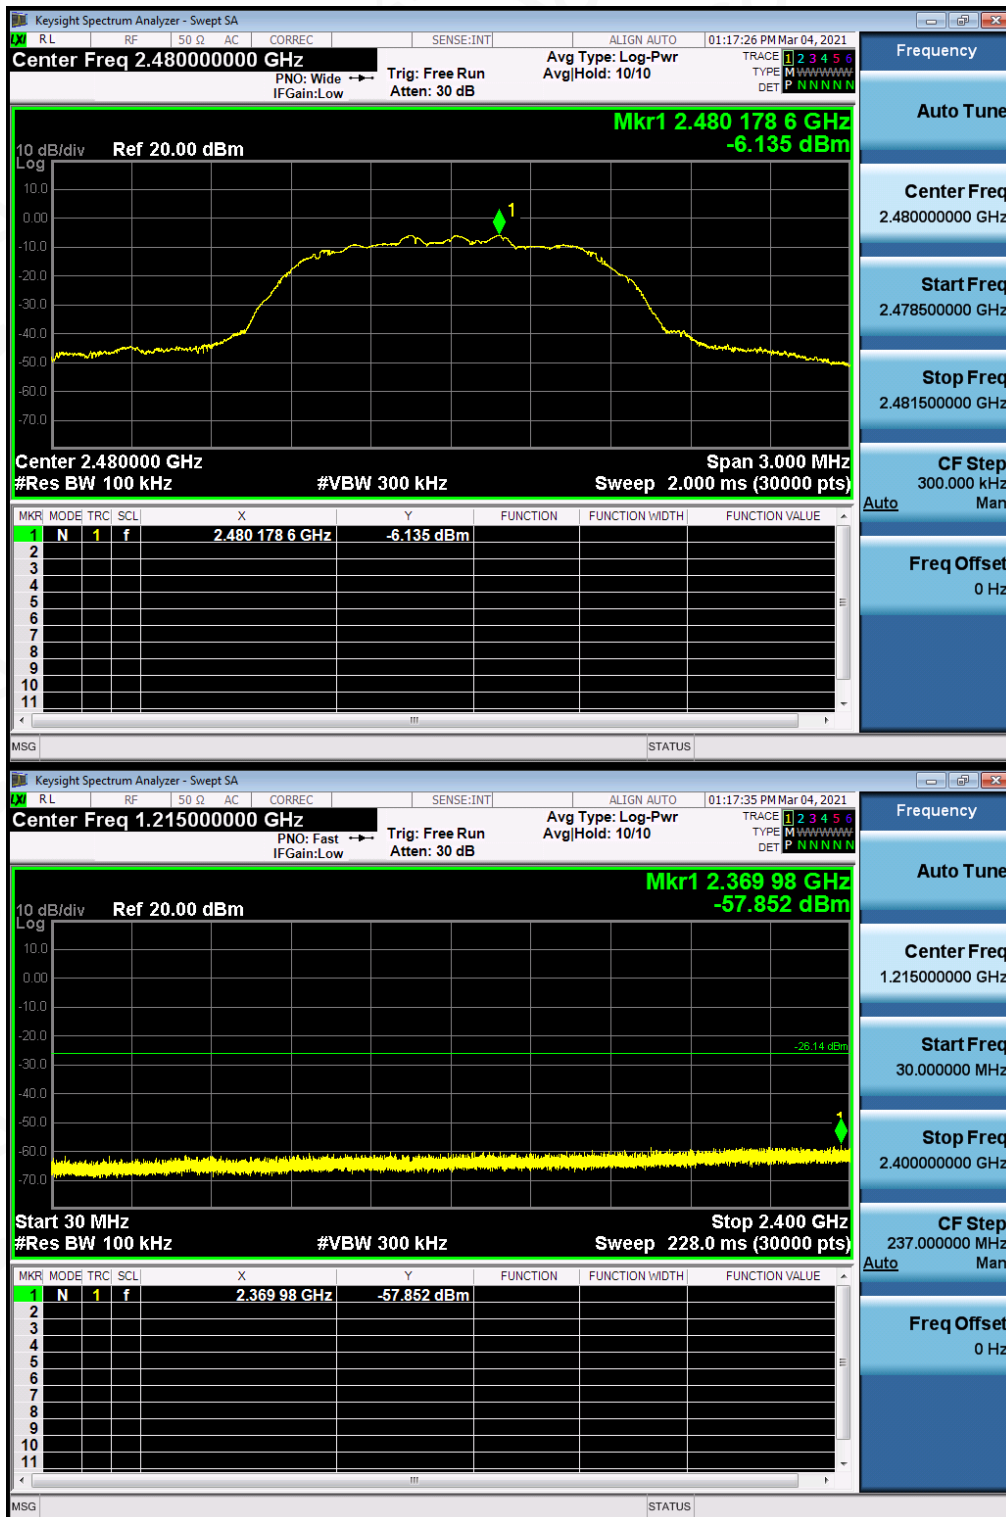 Keysight Spectrum Analyzer - Swept SA
LXI RL RF 50 Ω AC CORREC SENSE:INT ALIGN AUTO 01:17:26 PM Mar 04, 2021
Center Freq 2.480000000 GHz
PNO: Wide
IFGain:Low
Trig: Free Run
Atten: 30 dB
Avg Type: Log-Pwr
Avg|Hold: 10/10
TRACE 1 2 3 4 5 6
TYPE M WWWWW
DET P N N N N N
Mkr1 2.480 178 6 GHz
-6.135 dBm
10 dB/div Ref 20.00 dBm
Log
10.0
0.00
-10.0
-20.0
-30.0
-40.0
-50.0
-60.0
-70.0
1
Center 2.480000 GHz Span 3.000 MHz
#Res BW 100 kHz #VBW 300 kHz Sweep 2.000 ms (30000 pts)
MKR MODE TRC SCL X Y FUNCTION FUNCTION WIDTH FUNCTION VALUE
1 N 1 f 2.480 178 6 GHz -6.135 dBm
2
3
4
5
6
7
8
9
10
11
MSG STATUS
Frequency
Auto Tune
Center Freq
2.480000000 GHz
Start Freq
2.478500000 GHz
Stop Freq
2.481500000 GHz
CF Step
300.000 kHz
Auto Man
Freq Offset
0 Hz
Keysight Spectrum Analyzer - Swept SA
LXI RL RF 50 Ω AC CORREC SENSE:INT ALIGN AUTO 01:17:35 PM Mar 04, 2021
Center Freq 1.215000000 GHz
PNO: Fast
IFGain:Low
Trig: Free Run
Atten: 30 dB
Avg Type: Log-Pwr
Avg|Hold: 10/10
TRACE 1 2 3 4 5 6
TYPE M WWWWW
DET P N N N N N
Mkr1 2.369 98 GHz
-57.852 dBm
10 dB/div Ref 20.00 dBm
Log
10.0
0.00
-10.0
-20.0
-30.0
-40.0
-50.0
-60.0
-70.0
-26.14 dBm
1
Start 30 MHz Stop 2.400 GHz
#Res BW 100 kHz #VBW 300 kHz Sweep 228.0 ms (30000 pts)
MKR MODE TRC SCL X Y FUNCTION FUNCTION WIDTH FUNCTION VALUE
1 N 1 f 2.369 98 GHz -57.852 dBm
2
3
4
5
6
7
8
9
10
11
MSG STATUS
Frequency
Auto Tune
Center Freq
1.215000000 GHz
Start Freq
30.000000 MHz
Stop Freq
2.400000000 GHz
CF Step
237.000000 MHz
Auto Man
Freq Offset
0 Hz